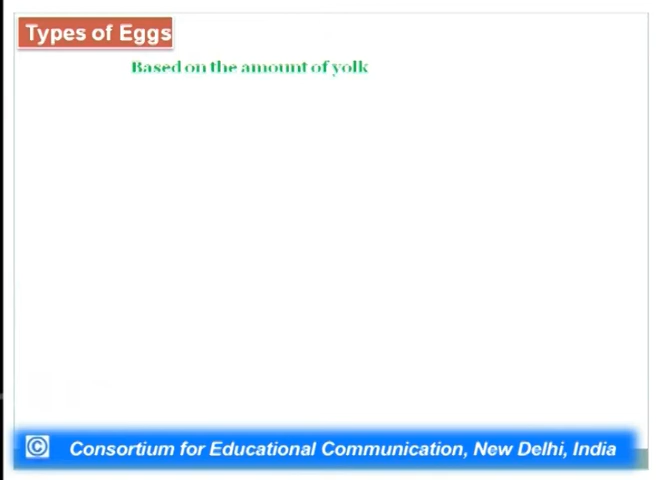 Types of Eggs
Based on the amount of yolk
© Consortium for Educational Communication, New Delhi, India